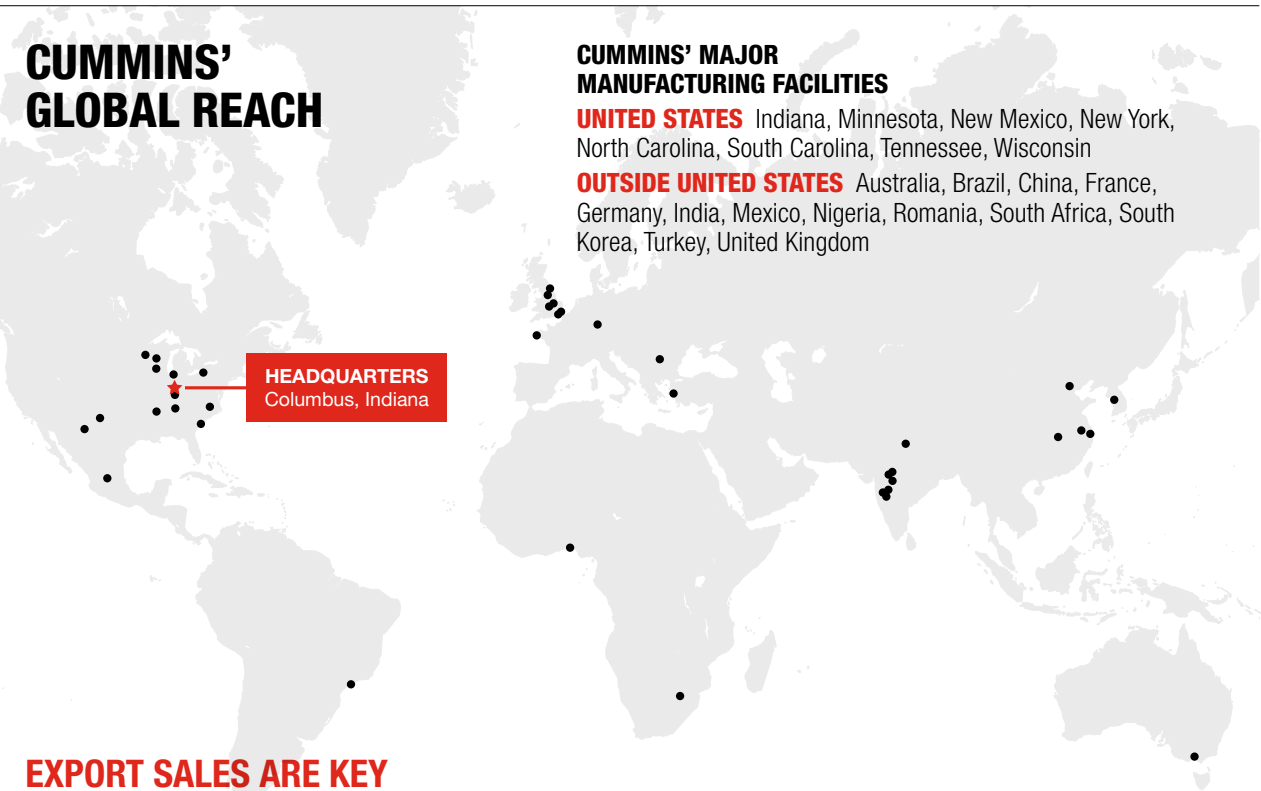 CUMMINS’
GLOBAL REACH
CUMMINS’ MAJOR
MANUFACTURING FACILITIES
UNITED STATES Indiana, Minnesota, New Mexico, New York,
North Carolina, South Carolina, Tennessee, Wisconsin
OUTSIDE UNITED STATES Australia, Brazil, China, France,
Germany, India, Mexico, Nigeria, Romania, South Africa, South
Korea, Turkey, United Kingdom
HEADQUARTERS
Columbus, Indiana
EXPORT SALES ARE KEY